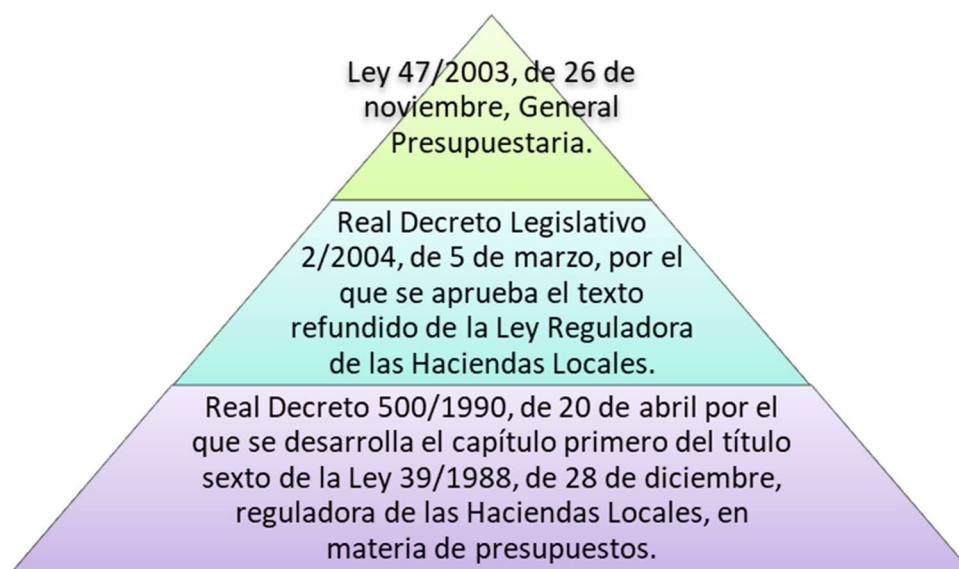 Ley 47/2003, de 26 de
noviembre, General
Presupuestaria.
Real Decreto Legislativo
2/2004, de 5 de marzo, por el
que se aprueba el texto
refundido de la Ley Reguladora
de las Haciendas Locales.
Real Decreto 500/1990, de 20 de abril por el
que se desarrolla el capítulo primero del título
sexto de la Ley 39/1988, de 28 de diciembre,
reguladora de las Haciendas Locales, en
materia de presupuestos.